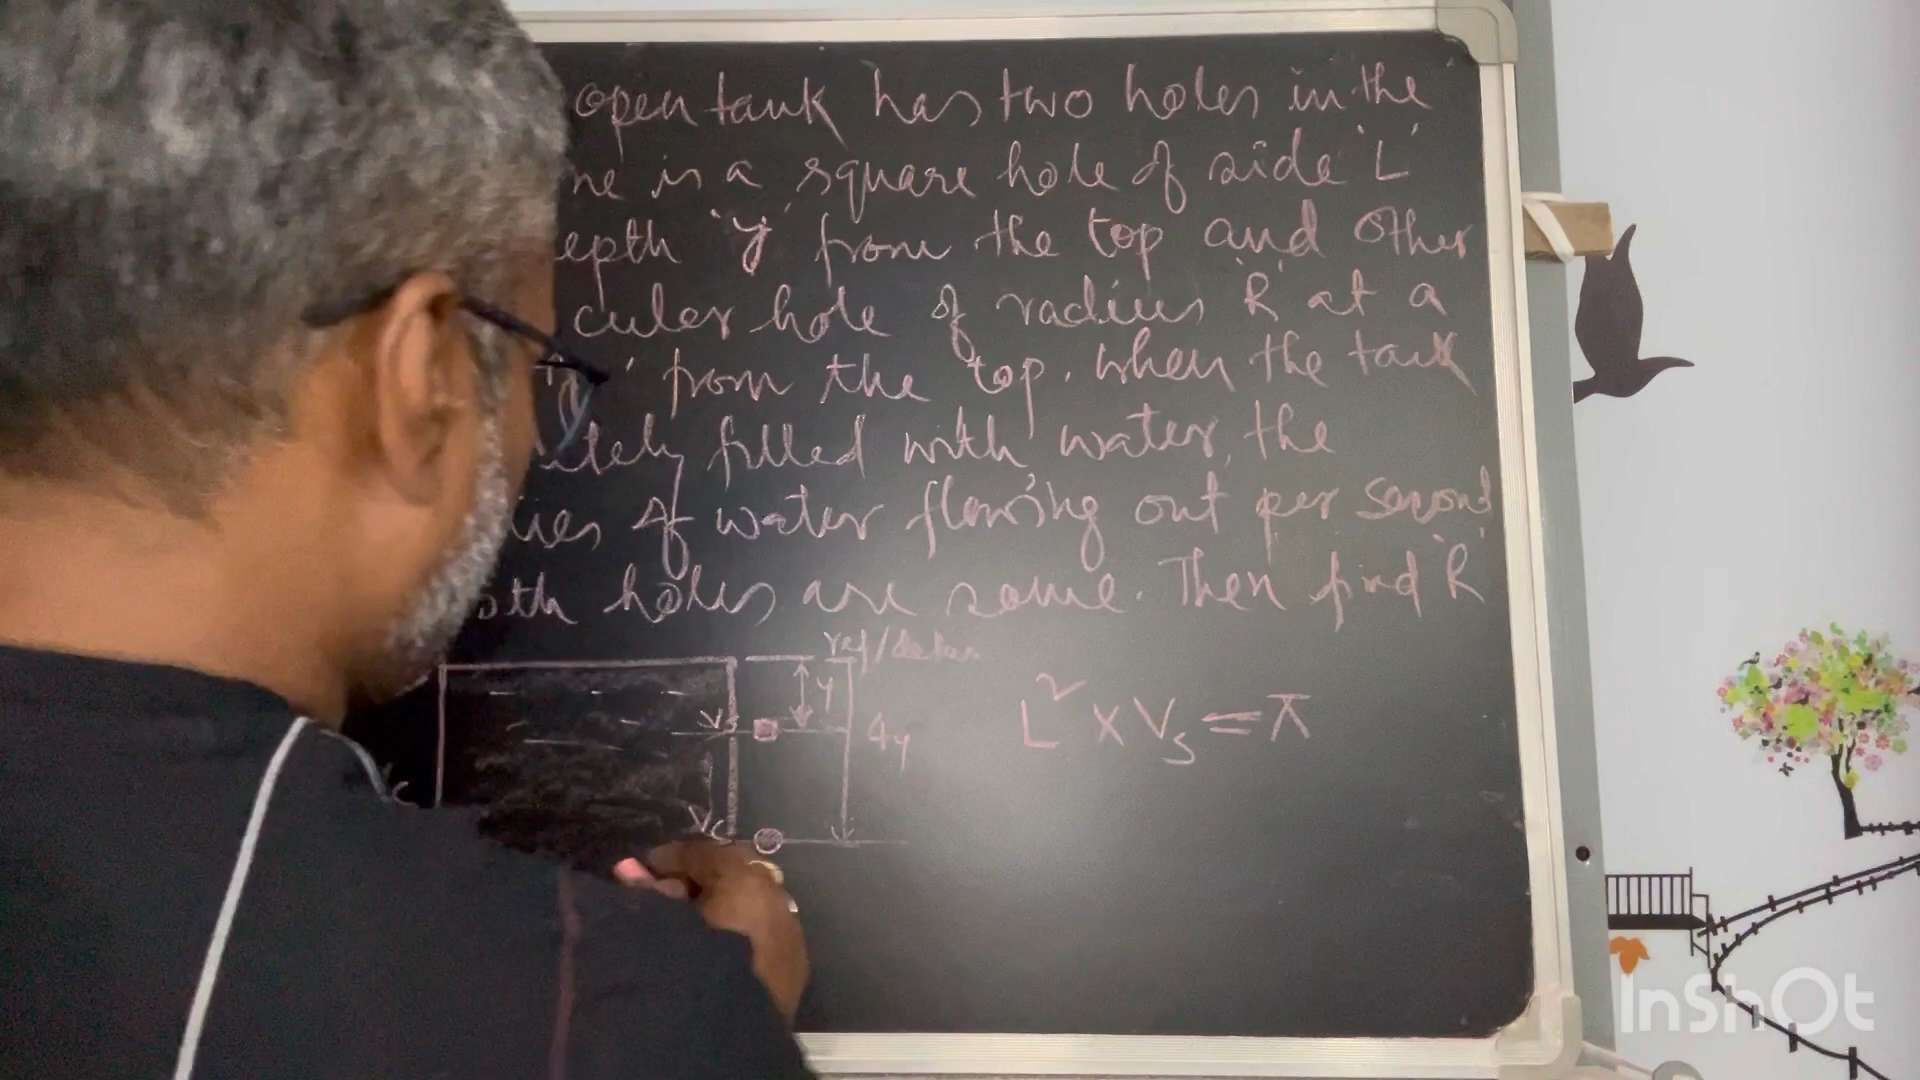 open tank has two holes in the
ne is a square hole of side 'L'
epth 'y' from the top and other
cular hole of radius 'R' at a
from the top. When the tank
tely filled with water, the
ties of water flowing out per second
oth holes are same. Then find 'R'
ref/datum
y
Vs
4y
Vc
L² × Vs = π
InShOt